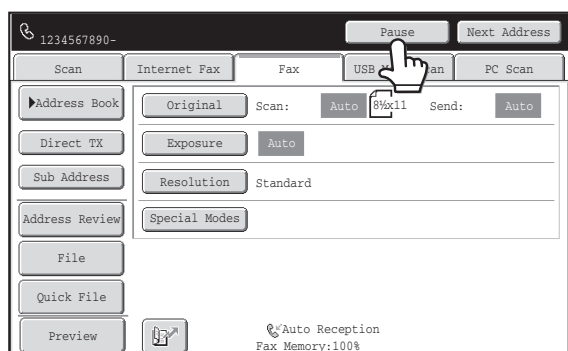 1234567890-
Pause
Next Address
Scan
Internet Fax
Fax
USB M
an
PC Scan
Address Book
Original
Scan:
Auto
8½x11
Send:
Auto
Direct TX
Exposure
Auto
Sub Address
Resolution
Standard
Address Review
Special Modes
File
Quick File
Preview
Auto Reception
Fax Memory:100%